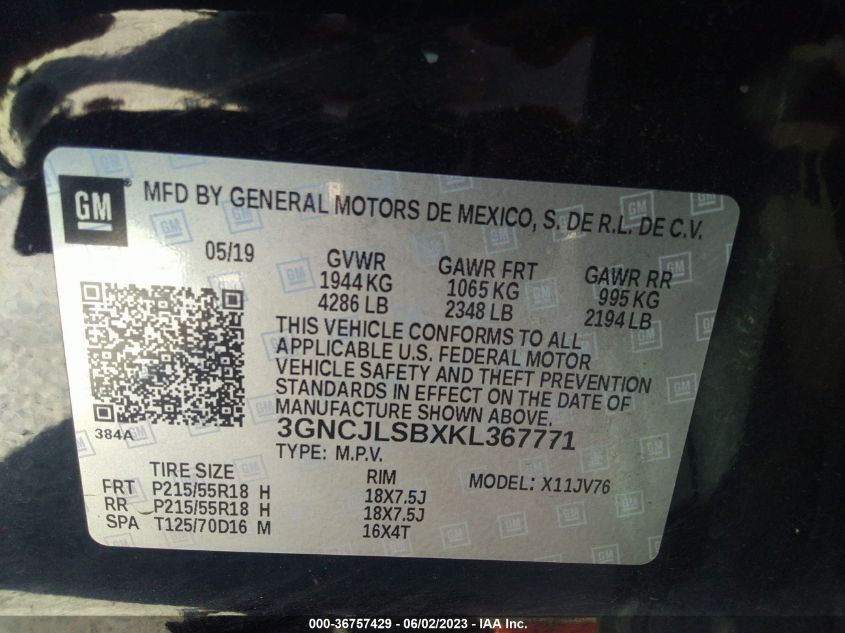 GM
MFD BY GENERAL MOTORS DE MEXICO, S. DE R.L. DE C.V.
05/19 GVWR GAWR FRT GAWR RR
1944 KG 1065 KG 995 KG
4286 LB 2348 LB 2194 LB
THIS VEHICLE CONFORMS TO ALL
APPLICABLE U.S. FEDERAL MOTOR
VEHICLE SAFETY AND THEFT PREVENTION
STANDARDS IN EFFECT ON THE DATE OF
MANUFACTURE SHOWN ABOVE.
384A 3GNCJLSBXKL367771
TYPE: M.P.V.
TIRE SIZE RIM MODEL: X11JV76
FRT P215/55R18 H 18X7.5J
RR P215/55R18 H 18X7.5J
SPA T125/70D16 M 16X4T
000-36757429 - 06/02/2023 - IAA Inc.